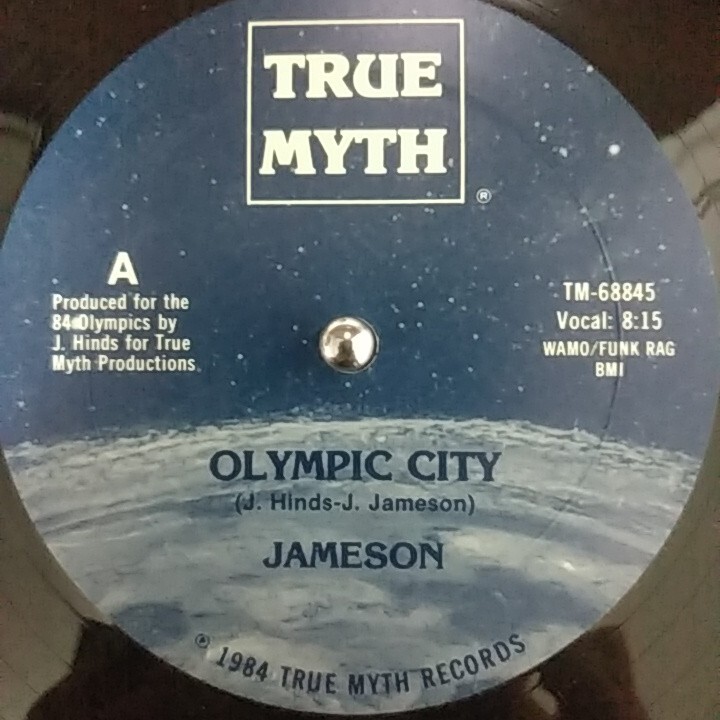 TRUE
MYTH
®
A
Produced for the
84 Olympics by
J. Hinds for True
Myth Productions
TM-68845
Vocal: 8:15
WAMO/FUNK RAG
BMI
OLYMPIC CITY
(J. Hinds-J. Jameson)
JAMESON
℗ 1984 TRUE MYTH RECORDS